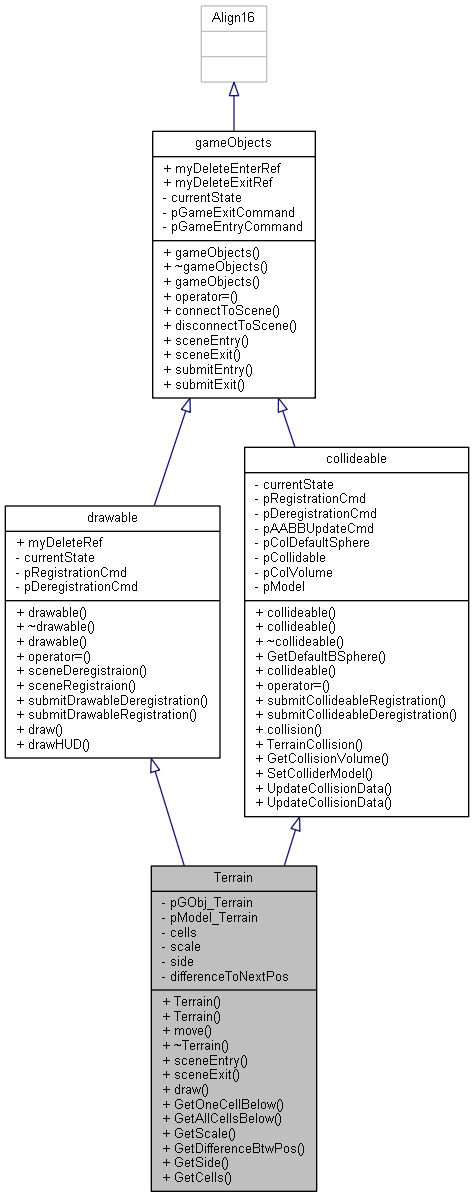 Align16
gameObjects
+ myDeleteEnterRef
+ myDeleteExitRef
- currentState
- pGameExitCommand
- pGameEntryCommand
+ gameObjects()
+ ~gameObjects()
+ gameObjects()
+ operator=()
+ connectToScene()
+ disconnectToScene()
+ sceneEntry()
+ sceneExit()
+ submitEntry()
+ submitExit()
drawable
+ myDeleteRef
- currentState
- pRegistrationCmd
- pDeregistrationCmd
+ drawable()
+ ~drawable()
+ drawable()
+ operator=()
+ sceneDeregistraion()
+ sceneRegistraion()
+ submitDrawableDeregistration()
+ submitDrawableRegistration()
+ draw()
+ drawHUD()
collideable
- currentState
- pRegistrationCmd
- pDeregistrationCmd
- pAABBUpdateCmd
- pColDefaultSphere
- pCollidable
- pColVolume
- pModel
+ collideable()
+ collideable()
+ ~collideable()
+ GetDefaultBSphere()
+ collideable()
+ operator=()
+ submitCollideableRegistration()
+ submitCollideableDeregistration()
+ collision()
+ TerrainCollision()
+ GetCollisionVolume()
+ SetColliderModel()
+ UpdateCollisionData()
+ UpdateCollisionData()
Terrain
- pGObj_Terrain
- pModel_Terrain
- cells
- scale
- side
- differenceToNextPos
+ Terrain()
+ Terrain()
+ move()
+ ~Terrain()
+ sceneEntry()
+ sceneExit()
+ draw()
+ GetOneCellBelow()
+ GetAllCellsBelow()
+ GetScale()
+ GetDifferenceBtwPos()
+ GetSide()
+ GetCells()